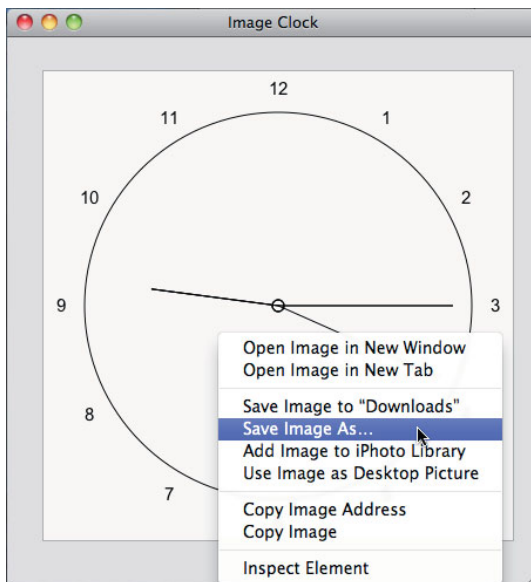 Image Clock
12
11
1
10
2
9
3
8
7
Open Image in New Window
Open Image in New Tab
Save Image to "Downloads"
Save Image As...
Add Image to iPhoto Library
Use Image as Desktop Picture
Copy Image Address
Copy Image
Inspect Element